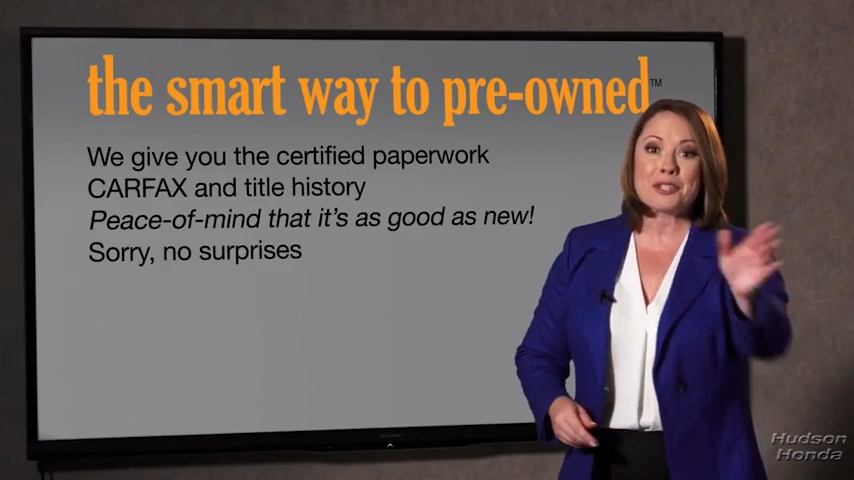 the smart way to pre-owned™
We give you the certified paperwork
CARFAX and title history
Peace-of-mind that it's as good as new!
Sorry, no surprises
Hudson
Honda